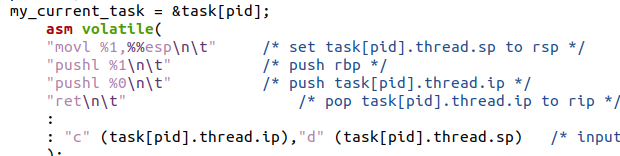 my_current_task = &task[pid];
asm volatile(
"movl %1,%%esp\n\t" /* set task[pid].thread.sp to rsp */
"pushl %1\n\t" /* push rbp */
"pushl %0\n\t" /* push task[pid].thread.ip */
"ret\n\t" /* pop task[pid].thread.ip to rip */
:
: "c" (task[pid].thread.ip),"d" (task[pid].thread.sp) /* input
);